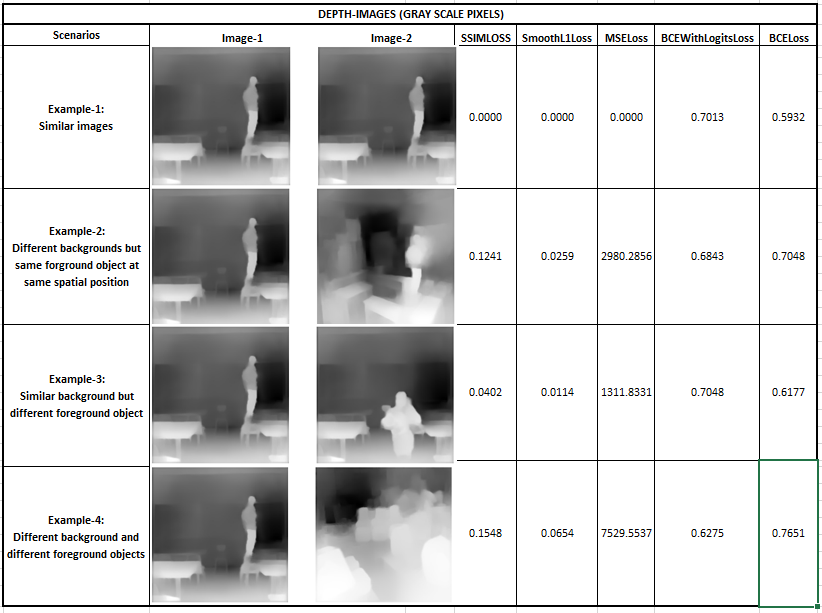 DEPTH-IMAGES (GRAY SCALE PIXELS)
Scenarios Image-1 Image-2 SSIMLOSS SmoothL1Loss MSELoss BCEWithLogitsLoss BCELoss
Example-1:
Similar images
0.0000 0.0000 0.0000 0.7013 0.5932
Example-2:
Different backgrounds but
same forground object at
same spatial position
0.1241 0.0259 2980.2856 0.6843 0.7048
Example-3:
Similar background but
different foreground object
0.0402 0.0114 1311.8331 0.7048 0.6177
Example-4:
Different background and
different foreground objects
0.1548 0.0654 7529.5537 0.6275 0.7651